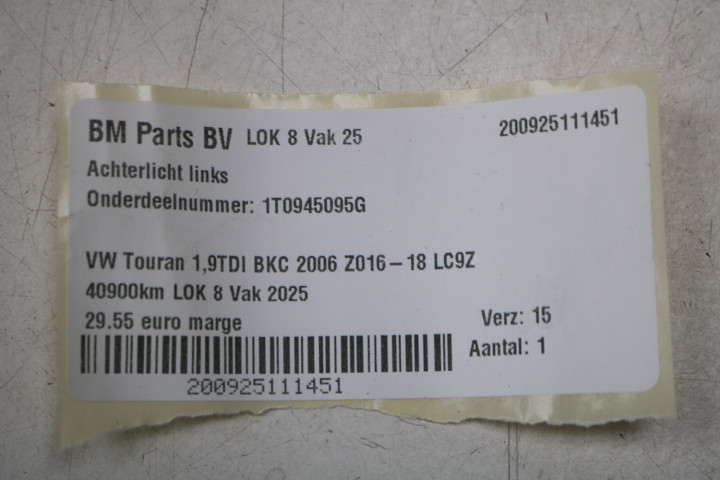 BM Parts BV LOK 8 Vak 25 200925111451
Achterlicht links
Onderdeelnummer: 1T0945095G
VW Touran 1,9TDI BKC 2006 Z016-18 LC9Z
40900km LOK 8 Vak 2025
29.55 euro marge Verz: 15
Aantal: 1
200925111451